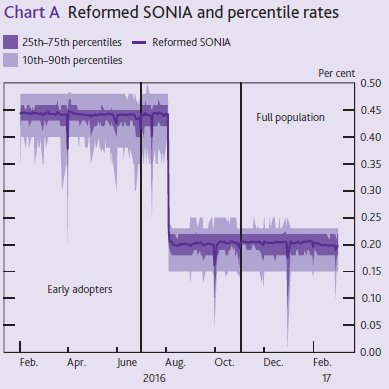 Chart A Reformed SONIA and percentile rates
25th–75th percentiles Reformed SONIA
10th–90th percentiles
Per cent
0.50
0.45
Full population
0.40
0.35
0.30
0.25
0.20
0.15
Early adopters
0.10
0.05
0.00
Feb. Apr. June Aug. Oct. Dec. Feb.
2016 17